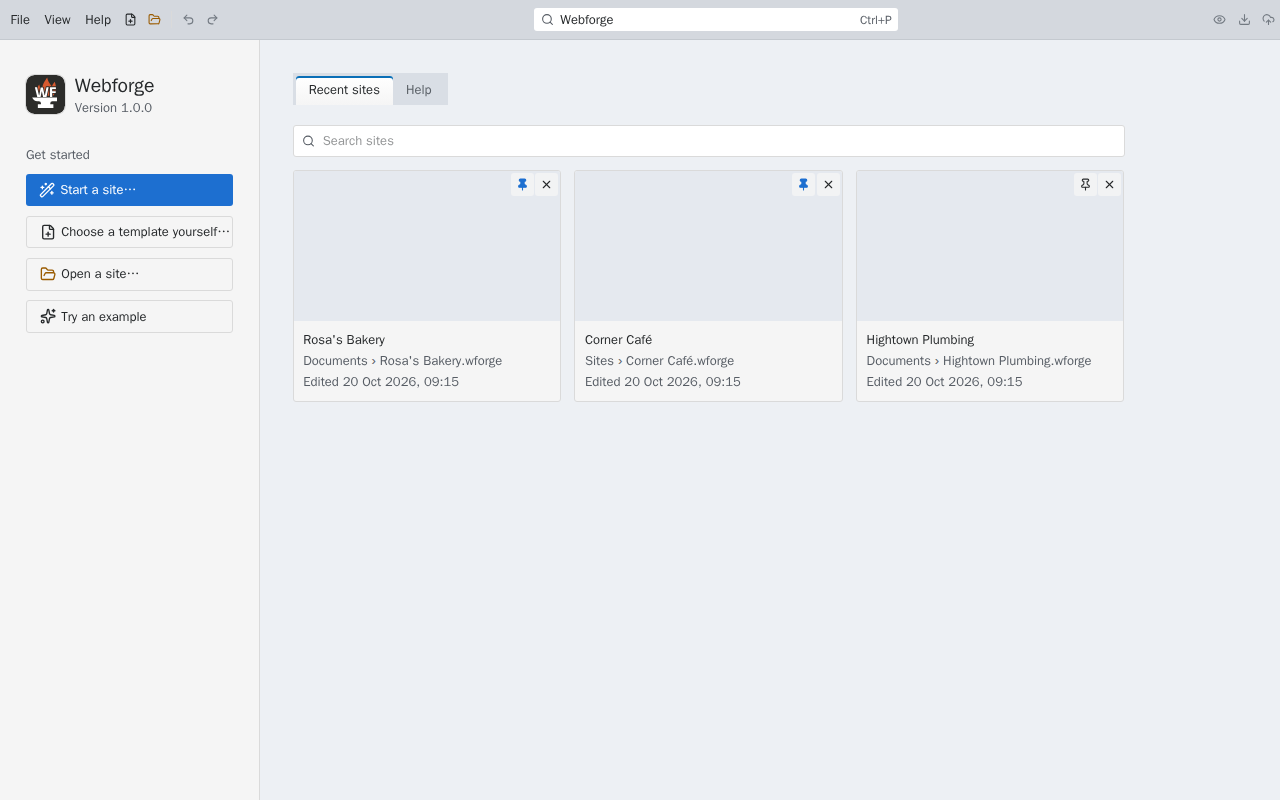 File View Help
Webforge Ctrl+P
WF
Webforge
Version 1.0.0
Get started
Start a site···
Choose a template yourself···
Open a site···
Try an example
Recent sites Help
Search sites
Rosa's Bakery
Documents › Rosa's Bakery.wforge
Edited 20 Oct 2026, 09:15
Corner Café
Sites › Corner Café.wforge
Edited 20 Oct 2026, 09:15
Hightown Plumbing
Documents › Hightown Plumbing.wforge
Edited 20 Oct 2026, 09:15